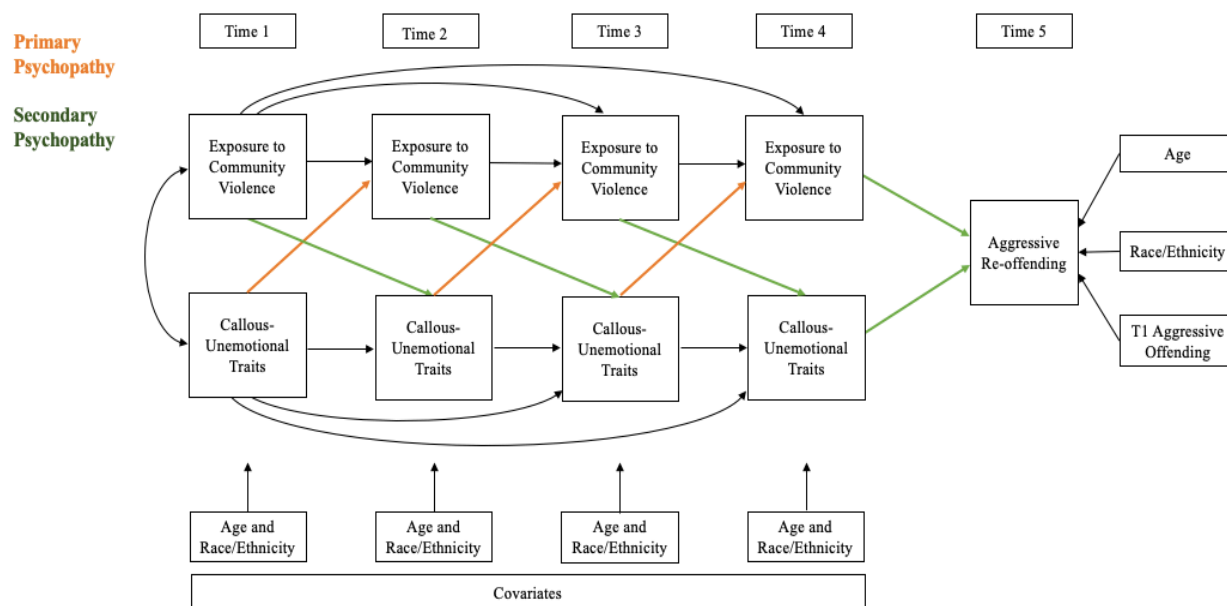 Primary
Psychopathy
Secondary
Psychopathy
Time 1
Time 2
Time 3
Time 4
Time 5
Exposure to
Community
Violence
Exposure to
Community
Violence
Exposure to
Community
Violence
Exposure to
Community
Violence
Callous-
Unemotional
Traits
Callous-
Unemotional
Traits
Callous-
Unemotional
Traits
Callous-
Unemotional
Traits
Aggressive
Re-offending
Age
Race/Ethnicity
T1 Aggressive
Offending
Age and
Race/Ethnicity
Age and
Race/Ethnicity
Age and
Race/Ethnicity
Age and
Race/Ethnicity
Covariates